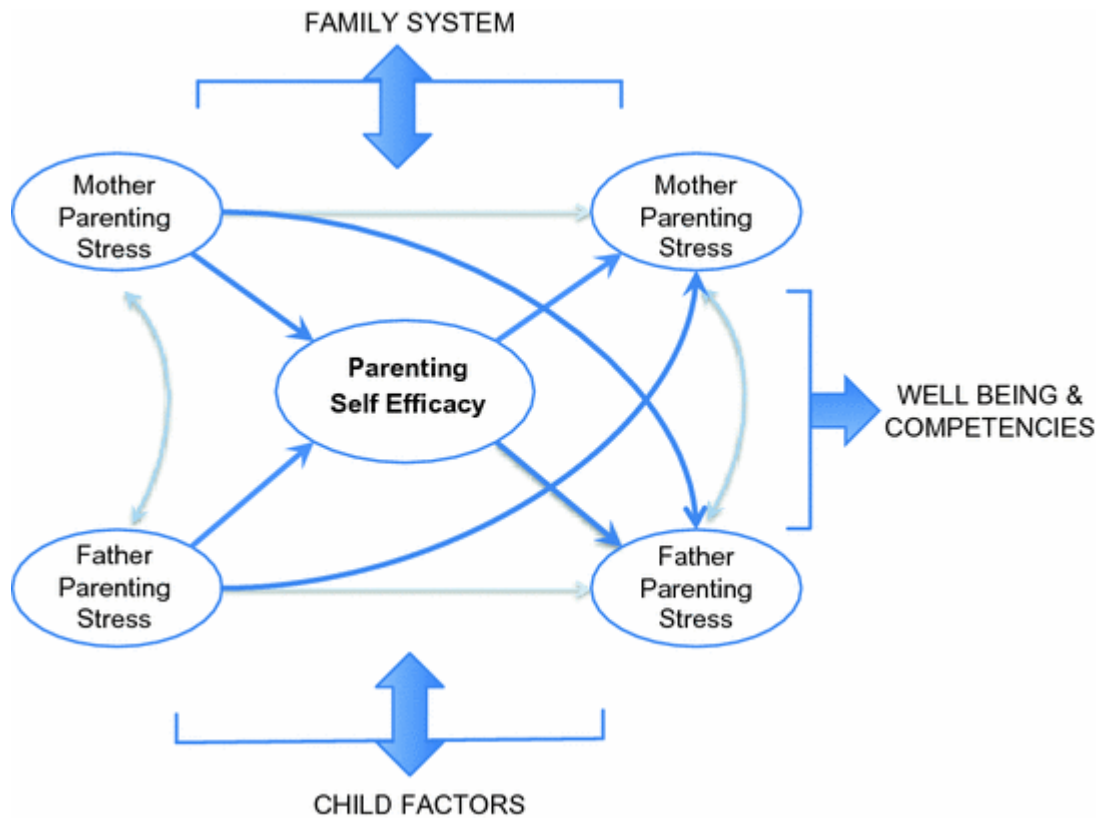 FAMILY SYSTEM
Mother
Parenting
Stress
Mother
Parenting
Stress
Parenting
Self Efficacy
WELL BEING &
COMPETENCIES
Father
Parenting
Stress
Father
Parenting
Stress
CHILD FACTORS